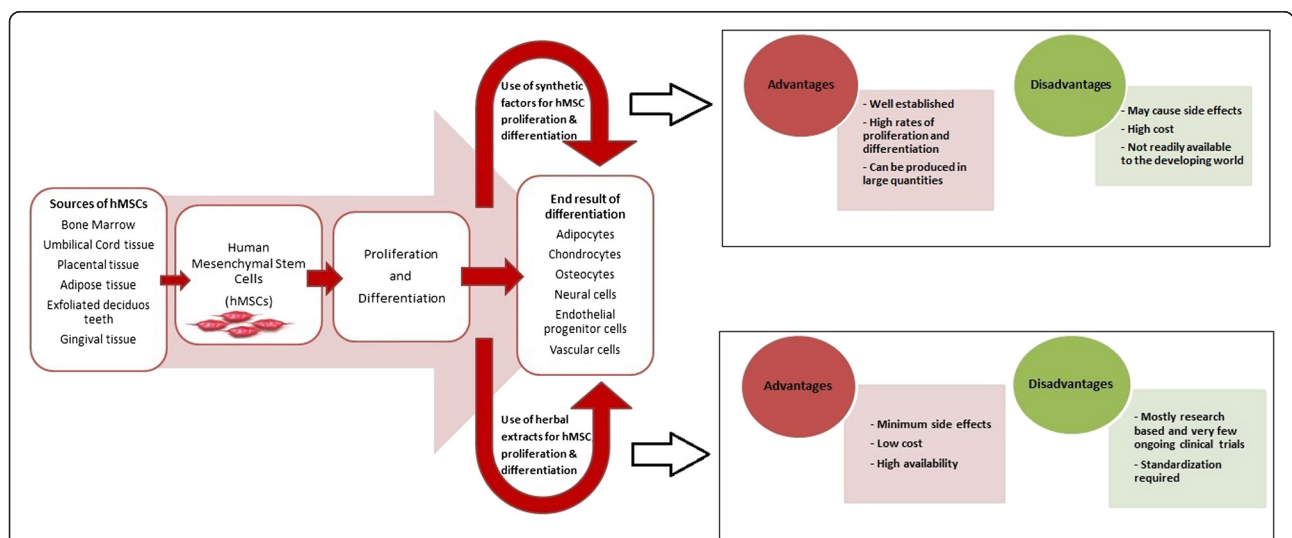 Sources of hMSCs
Bone Marrow
Umbilical Cord tissue
Placental tissue
Adipose tissue
Exfoliated deciduos
teeth
Gingival tissue
Human
Mesenchymal Stem
Cells
(hMSCs)
Proliferation
and
Differentiation
Use of synthetic
factors for hMSC
proliferation &
differentiation
End result of
differentiation
Adipocytes
Chondrocytes
Osteocytes
Neural cells
Endothelial
progenitor cells
Vascular cells
Use of herbal
extracts for hMSC
proliferation &
differentiation
Advantages
- Well established
- High rates of
proliferation and
differentiation
- Can be produced in
large quantities
Disadvantages
- May cause side effects
- High cost
- Not readily available
to the developing world
Advantages
- Minimum side effects
- Low cost
- High availability
Disadvantages
- Mostly research
based and very few
ongoing clinical trials
- Standardization
required